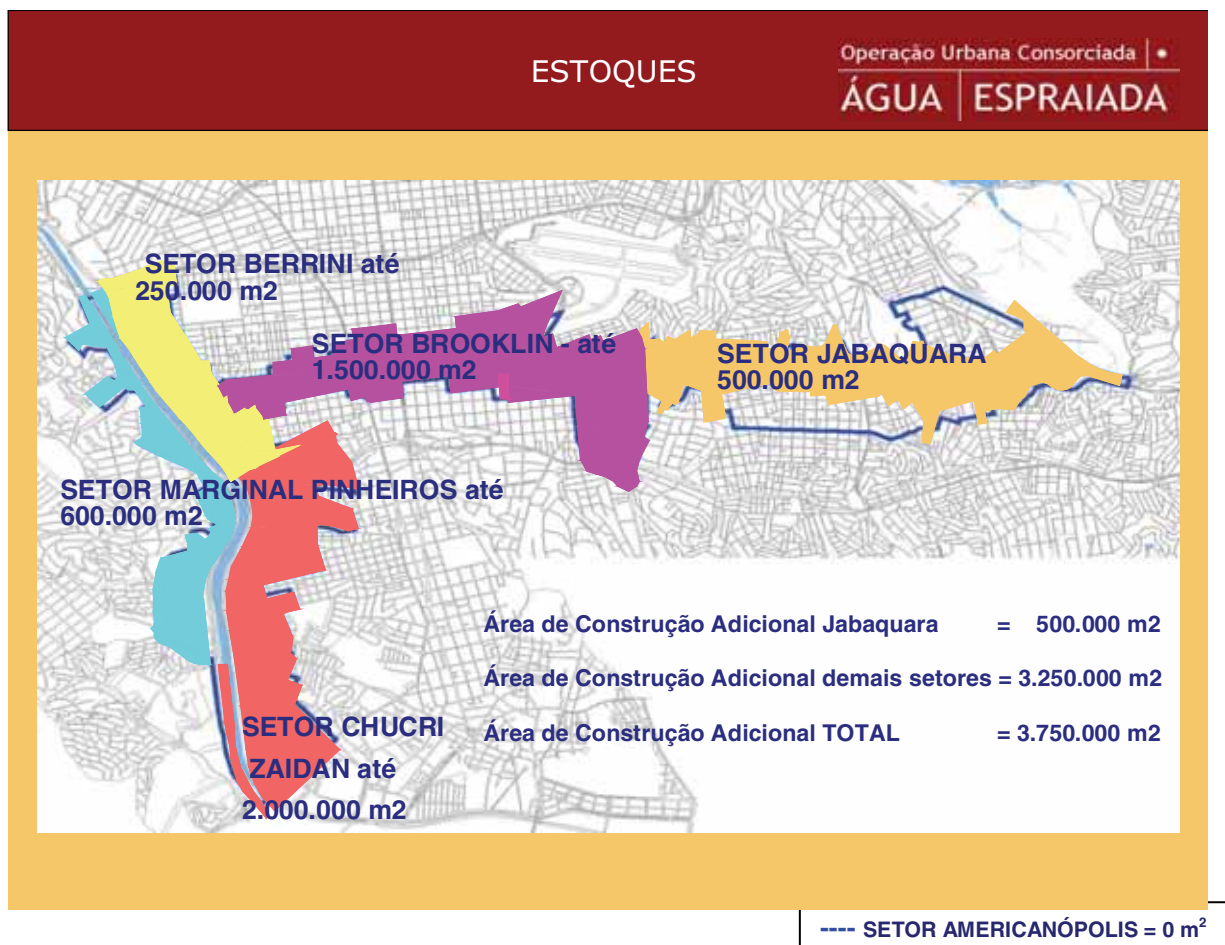 ESTOQUES
Operação Urbana Consorciada
ÁGUA ESPRAIADA
SETOR BERRINI até
250.000 m2
SETOR BROOKLIN - até
1.500.000 m2
SETOR JABAQUARA
500.000 m2
SETOR MARGINAL PINHEIROS até
600.000 m2
Área de Construção Adicional Jabaquara = 500.000 m2
Área de Construção Adicional demais setores = 3.250.000 m2
Área de Construção Adicional TOTAL = 3.750.000 m2
SETOR CHUCRI
ZAIDAN até
2.000.000 m2
---- SETOR AMERICANÓPOLIS = 0 m²